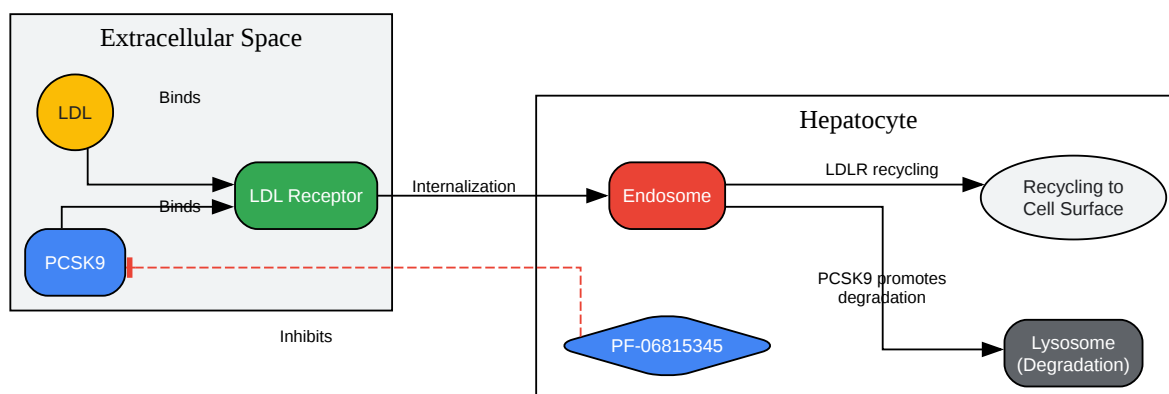 Extracellular Space
LDL
Binds
LDL Receptor
Binds
PCSK9
Inhibits
Internalization
Hepatocyte
Endosome
LDLR recycling
Recycling to
Cell Surface
PCSK9 promotes
degradation
PF-06815345
Lysosome
(Degradation)